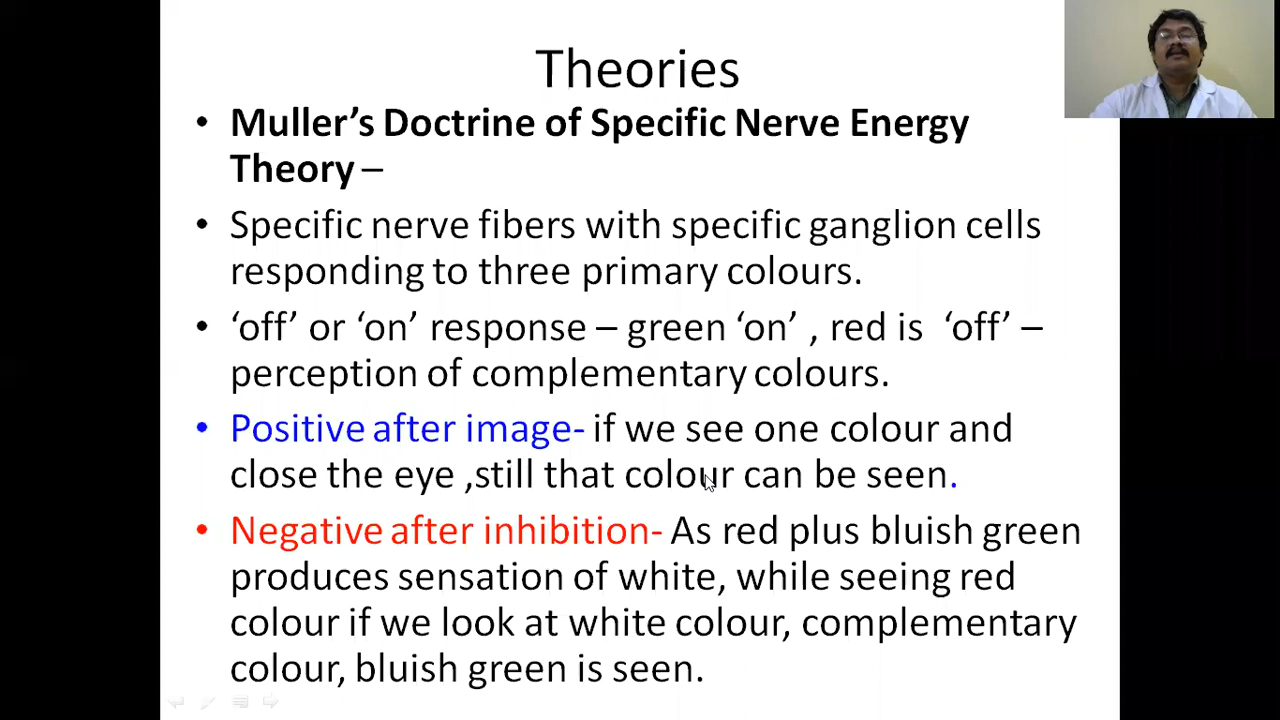 Theories
• Muller’s Doctrine of Specific Nerve Energy
Theory –
• Specific nerve fibers with specific ganglion cells
responding to three primary colours.
• ‘off’ or ‘on’ response – green ‘on’ , red is ‘off’ –
perception of complementary colours.
• Positive after image- if we see one colour and
close the eye ,still that colour can be seen.
• Negative after inhibition- As red plus bluish green
produces sensation of white, while seeing red
colour if we look at white colour, complementary
colour, bluish green is seen.